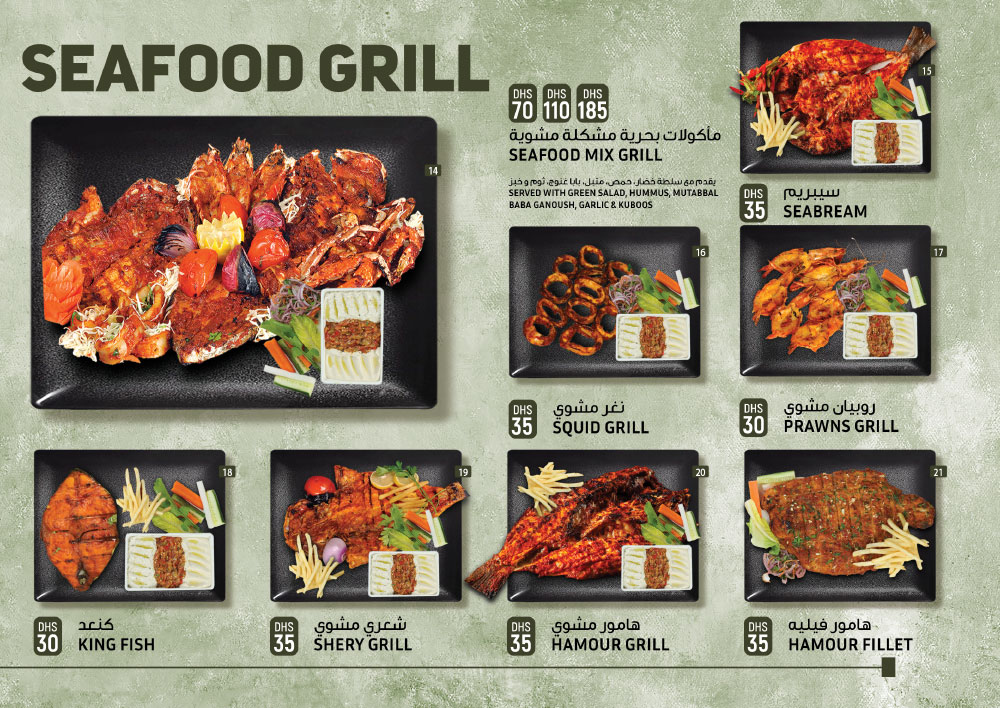 SEAFOOD GRILL
14
DHS 70
DHS 110
DHS 185
مأكولات بحرية مشكلة مشوية
SEAFOOD MIX GRILL
يقدم مع سلطة خضار، حمص، متبل، بابا غنوج، ثوم و خبز
SERVED WITH GREEN SALAD, HUMMUS, MUTABBAL
BABA GANOUSH, GARLIC & KUBOOS
15
DHS 35
سيبريم
SEABREAM
16
DHS 35
نغر مشوي
SQUID GRILL
17
DHS 30
روبيان مشوي
PRAWNS GRILL
18
DHS 30
كنعد
KING FISH
19
DHS 35
شعري مشوي
SHERY GRILL
20
DHS 35
هامور مشوي
HAMOUR GRILL
21
DHS 35
هامور فيليه
HAMOUR FILLET